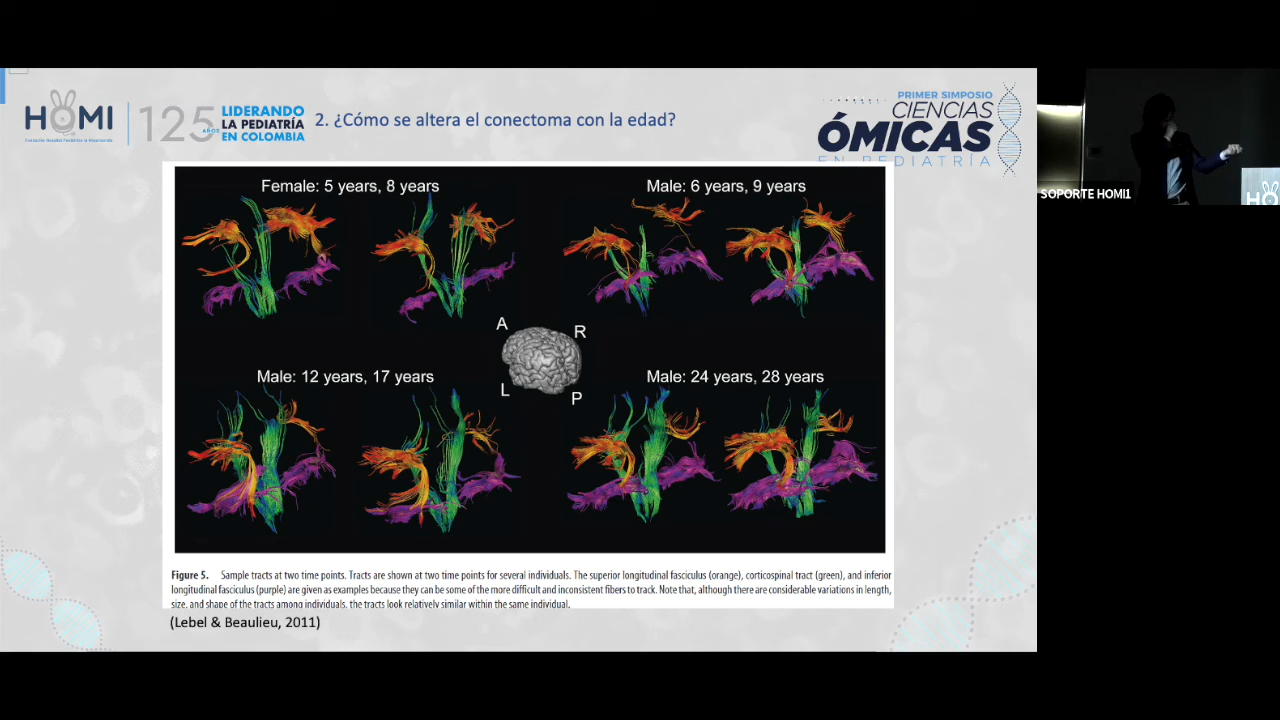 HOMI
Fundación Hospital Pediátrico la Misericordia
125
AÑOS
LIDERANDO
LA PEDIATRÍA
EN COLOMBIA
2. ¿Cómo se altera el conectoma con la edad?
PRIMER SIMPOSIO
CIENCIAS
ÓMICAS
EN PEDIATRÍA
SOPORTE HOMI1
HO
Female: 5 years, 8 years
Male: 6 years, 9 years
A
R
L
P
Male: 12 years, 17 years
Male: 24 years, 28 years
Figure 5. Sample tracts at two time points. Tracts are shown at two time points for several individuals. The superior longitudinal fasciculus (orange), corticospinal tract (green), and inferior
longitudinal fasciculus (purple) are given as examples because they can be some of the more difficult and inconsistent fibers to track. Note that, although there are considerable variations in length,
size, and shape of the tracts among individuals, the tracts look relatively similar within the same individual.
(Lebel & Beaulieu, 2011)